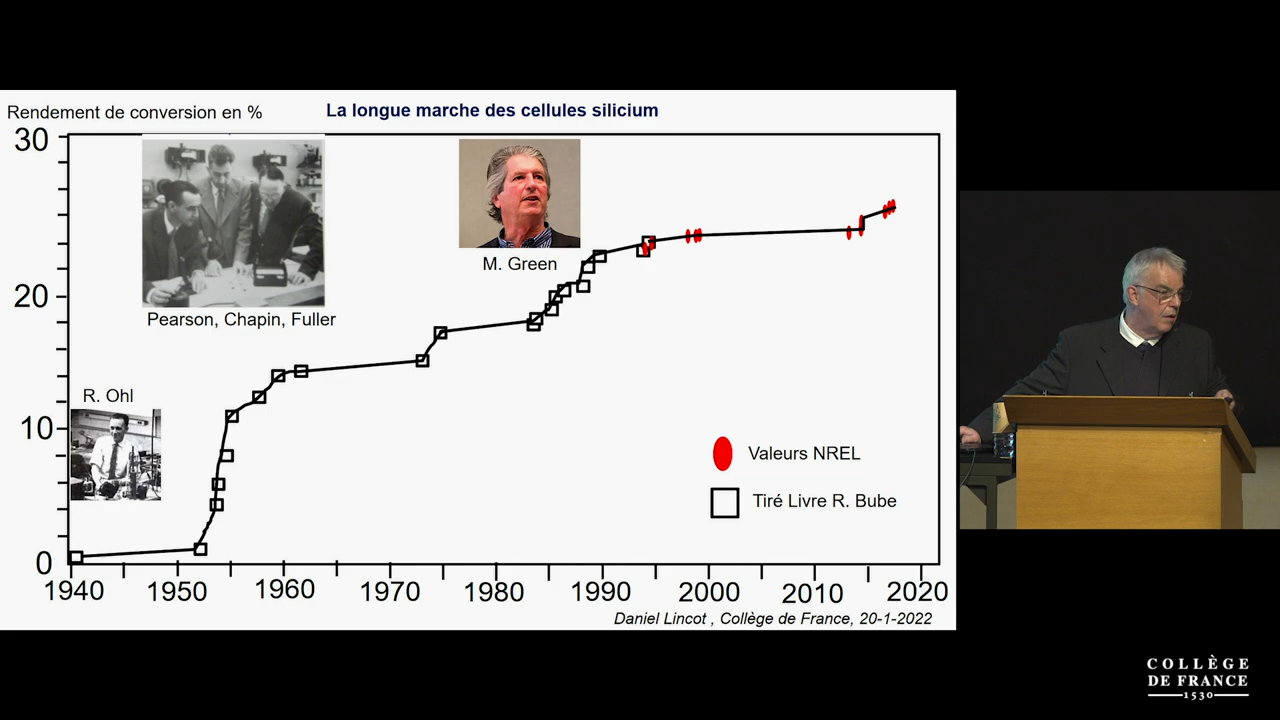 Rendement de conversion en %
La longue marche des cellules silicium
30
20
10
0
Pearson, Chapin, Fuller
M. Green
R. Ohl
Valeurs NREL
Tiré Livre R. Bube
1940 1950 1960 1970 1980 1990 2000 2010 2020
Daniel Lincot , Collège de France, 20-1-2022
COLLÈGE
DE FRANCE
1530